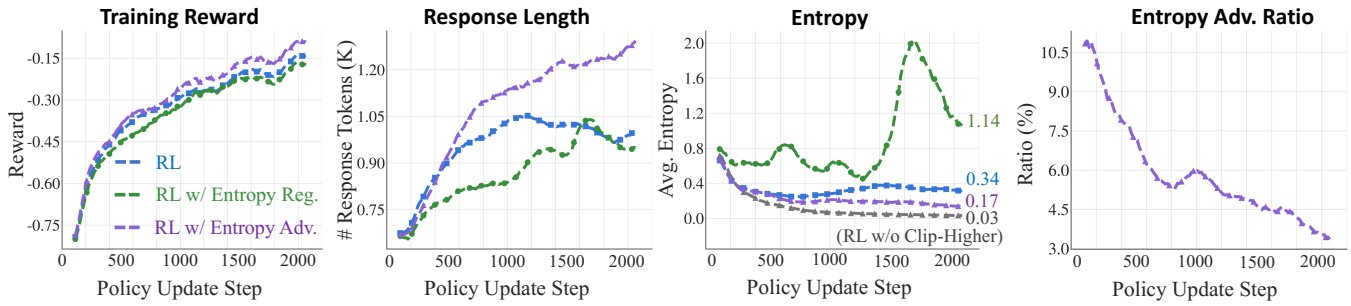 Training Reward
Reward
-0.15
-0.30
-0.45
-0.60
-0.75
RL
RL w/ Entropy Reg.
RL w/ Entropy Adv.
0 500 1000 1500 2000
Policy Update Step
Response Length
# Response Tokens (K)
1.20
1.05
0.90
0.75
0 500 1000 1500 2000
Policy Update Step
Entropy
Avg. Entropy
2.0
1.6
1.2
0.8
0.4
0.0
1.14
0.34
0.17
0.03
(RL w/o Clip-Higher)
0 500 1000 1500 2000
Policy Update Step
Entropy Adv. Ratio
Ratio (%)
10.5
9.0
7.5
6.0
4.5
3.0
0 500 1000 1500 2000
Policy Update Step